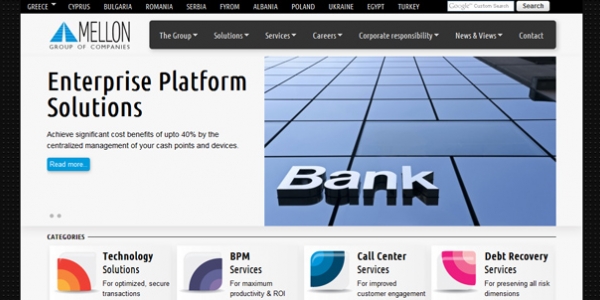 GREECE CYPRUS BULGARIA ROMANIA SERBIA FYROM ALBANIA POLAND UKRAINE EGYPT TURKEY Google Custom Search Search
MELLON
GROUP OF COMPANIES
The Group Solutions Services Careers Corporate responsibility News & Views Contact
Enterprise Platform
Solutions
Achieve significant cost benefits of upto 40% by the
centralized management of your cash points and devices.
Read more..
Bank
CATEGORIES
Technology
Solutions
For optimized, secure
transactions
BPM
Services
For maximum
productivity & ROI
Call Center
Services
For improved
customer engagement
Debt Recovery
Services
For preserving all risk
dimensions